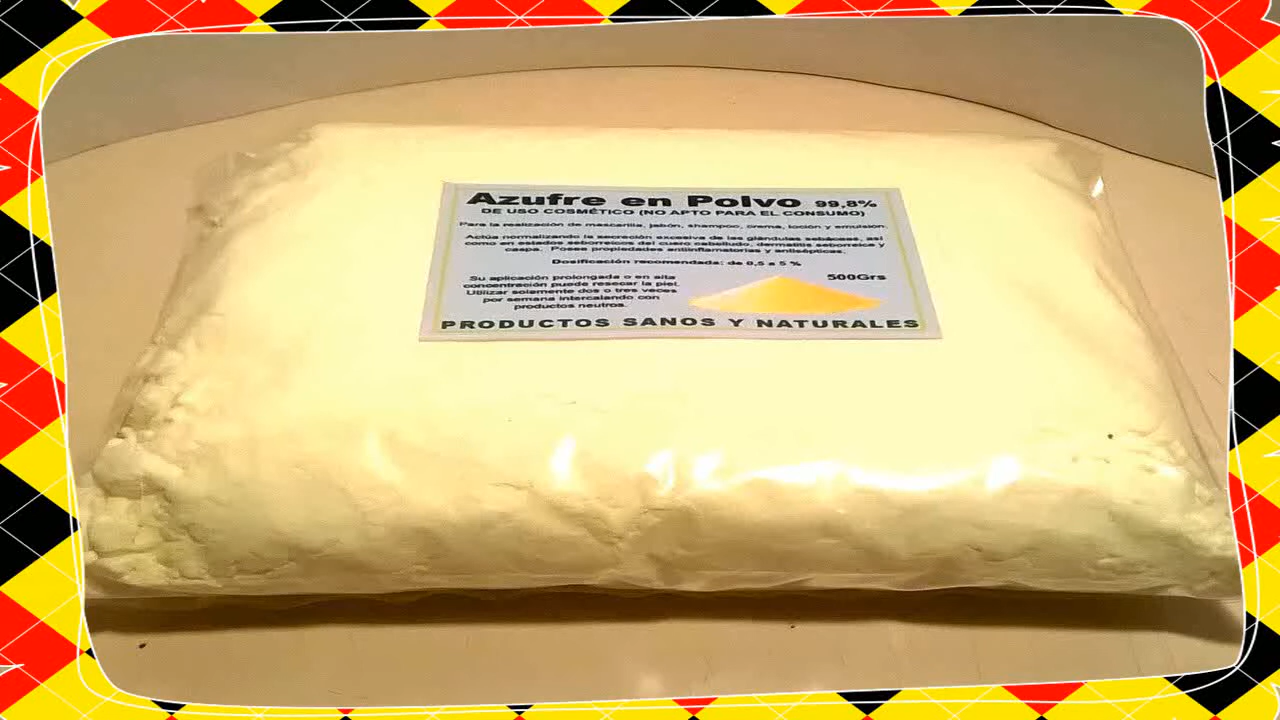 Azufre en Polvo 99,8%
DE USO COSMÉTICO (NO APTO PARA EL CONSUMO)
Para la realización de mascarilla, jabón, shampoo, crema, loción y emulsión
Actúa normalizando la secreción excesiva de las glándulas sebáceas, así
como en estados seborreicos del cuero cabelludo, dermatitis seborreica y
caspa. Posee propiedades antiinflamatorias y antisépticas.
Dosificación recomendada: de 0,5 a 5 %
500Grs
Su aplicación prolongada o en alta
concentración puede resecar la piel.
Utilizar solamente dos o tres veces
por semana intercalando con
productos neutros.
PRODUCTOS SANOS Y NATURALES